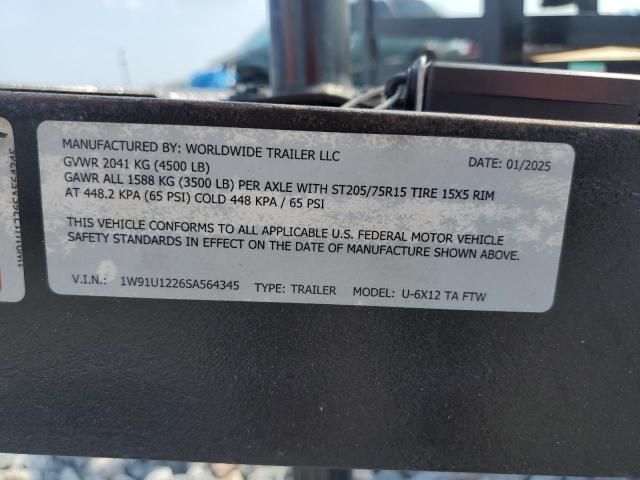 MANUFACTURED BY: WORLDWIDE TRAILER LLC DATE: 01/2025
GVWR 2041 KG (4500 LB)
GAWR ALL 1588 KG (3500 LB) PER AXLE WITH ST205/75R15 TIRE 15X5 RIM
AT 448.2 KPA (65 PSI) COLD 448 KPA / 65 PSI
THIS VEHICLE CONFORMS TO ALL APPLICABLE U.S. FEDERAL MOTOR VEHICLE
SAFETY STANDARDS IN EFFECT ON THE DATE OF MANUFACTURE SHOWN ABOVE.
V.I.N.: 1W91U1226SA564345 TYPE: TRAILER MODEL: U-6X12 TA FTW
1W91U1226SA564345